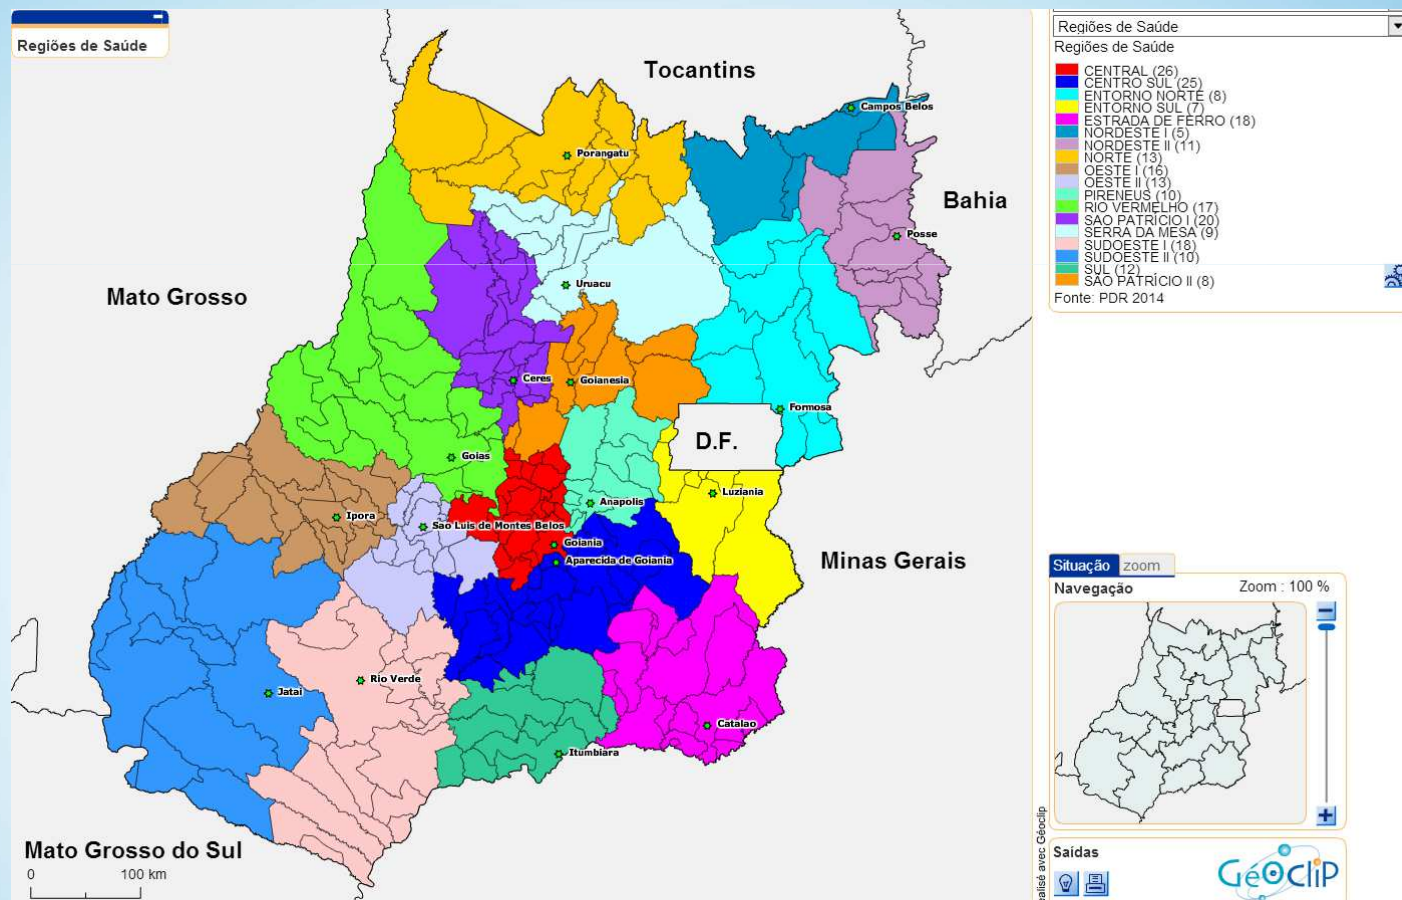 Regiões de Saúde
Tocantins
Campos Belos
Porangatu
Bahia
Posse
Uruacu
Mato Grosso
Ceres
Goianesia
Formosa
D.F.
Goias
Luziania
Anapolis
Ipora
Sao Luis de Montes Belos
Goiania
Aparecida de Goiania
Minas Gerais
Rio Verde
Jatai
Catalao
Itumbiara
Mato Grosso do Sul
0 100 km
Regiões de Saúde
Regiões de Saúde
CENTRAL (26)
CENTRO SUL (25)
ENTORNO NORTE (8)
ENTORNO SUL (7)
ESTRADA DE FERRO (18)
NORDESTE I (5)
NORDESTE II (11)
NORTE (13)
OESTE I (16)
OESTE II (13)
PIRENEUS (10)
RIO VERMELHO (17)
SAO PATRÍCIO I (20)
SERRA DA MESA (9)
SUDOESTE I (18)
SUDOESTE II (10)
SUL (12)
SAO PATRÍCIO II (8)
Fonte: PDR 2014
Situação zoom
Navegação Zoom : 100 %
Saídas
GéOcliP
avec Géoclip